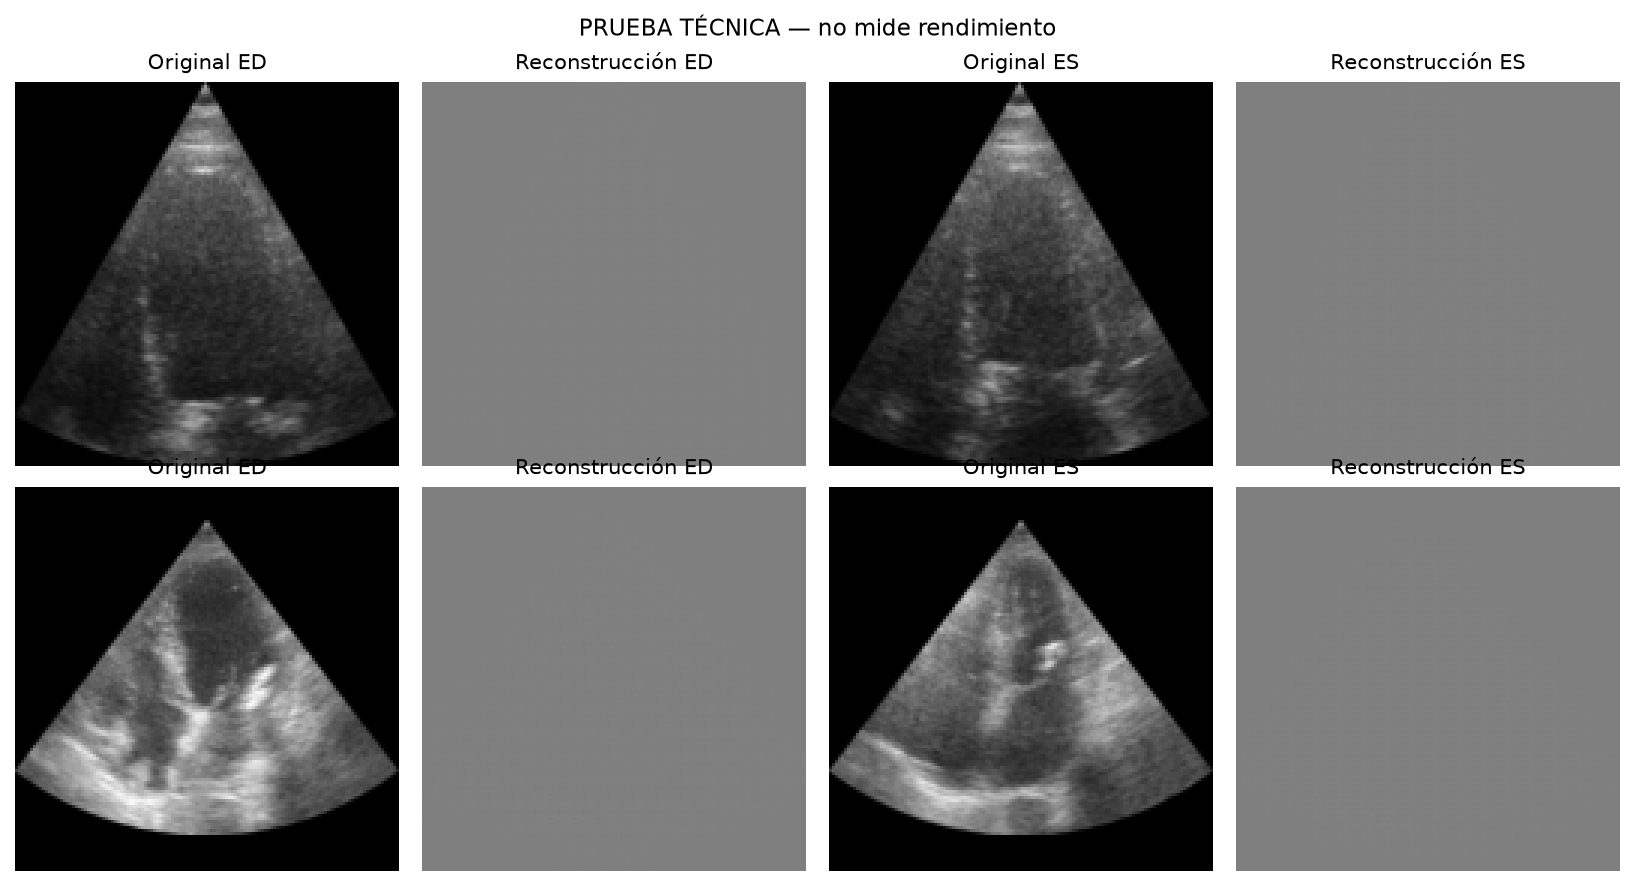 PRUEBA TÉCNICA — no mide rendimiento
Original ED
Reconstrucción ED
Original ES
Reconstrucción ES
Original ED
Reconstrucción ED
Original ES
Reconstrucción ES